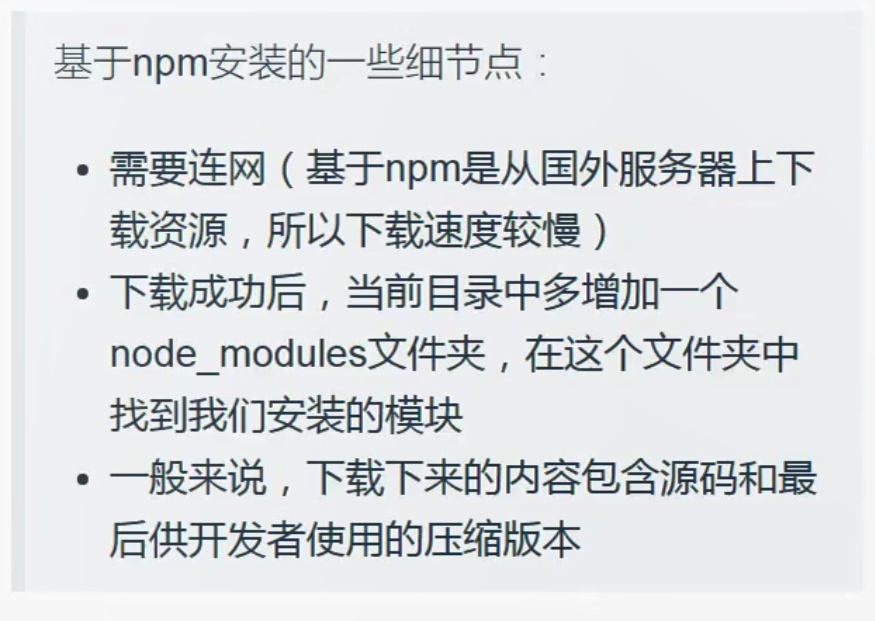 基于npm安装的一些细节点：
• 需要连网（基于npm是从国外服务器上下
载资源，所以下载速度较慢）
• 下载成功后，当前目录中多增加一个
node_modules文件夹，在这个文件夹中
找到我们安装的模块
• 一般来说，下载下来的内容包含源码和最
后供开发者使用的压缩版本